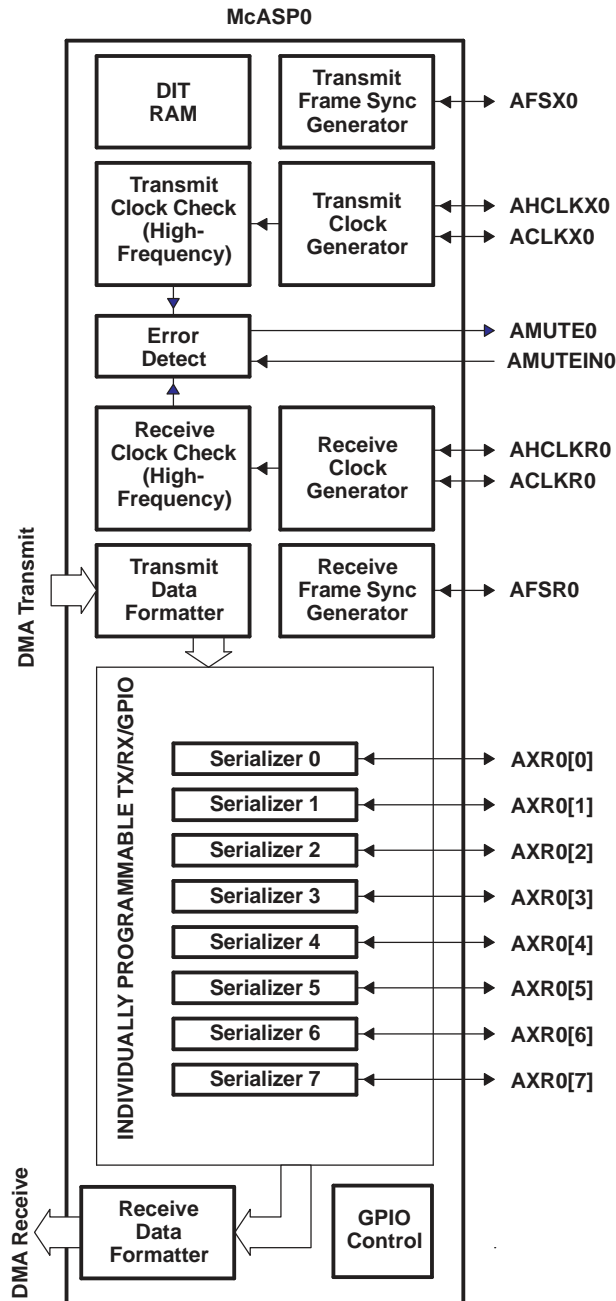 McASP0
DIT
RAM
Transmit
Frame Sync
Generator
AFSX0
Transmit
Clock Check
(High-
Frequency)
Transmit
Clock
Generator
AHCLKX0
ACLKX0
Error
Detect
AMUTE0
AMUTEIN0
Receive
Clock Check
(High-
Frequency)
Receive
Clock
Generator
AHCLKR0
ACLKR0
DMA Transmit
Transmit
Data
Formatter
Receive
Frame Sync
Generator
AFSR0
INDIVIDUALLY PROGRAMMABLE TX/RX/GPIO
Serializer 0
AXR0[0]
Serializer 1
AXR0[1]
Serializer 2
AXR0[2]
Serializer 3
AXR0[3]
Serializer 4
AXR0[4]
Serializer 5
AXR0[5]
Serializer 6
AXR0[6]
Serializer 7
AXR0[7]
DMA Receive
Receive
Data
Formatter
GPIO
Control